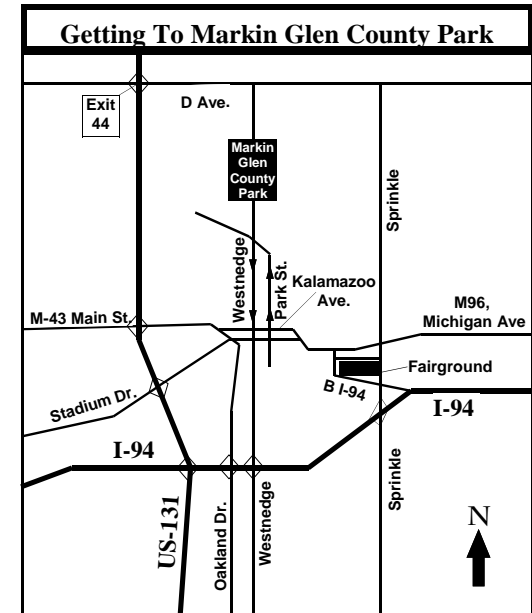 Getting To Markin Glen County Park
Exit
44
D Ave.
Markin
Glen
County
Park
Sprinkle
Westnedge
Park St.
Kalamazoo
Ave.
M-43 Main St.
M96,
Michigan Ave
Fairground
B I-94
Stadium Dr.
I-94
I-94
US-131
Oakland Dr.
Westnedge
Sprinkle
N